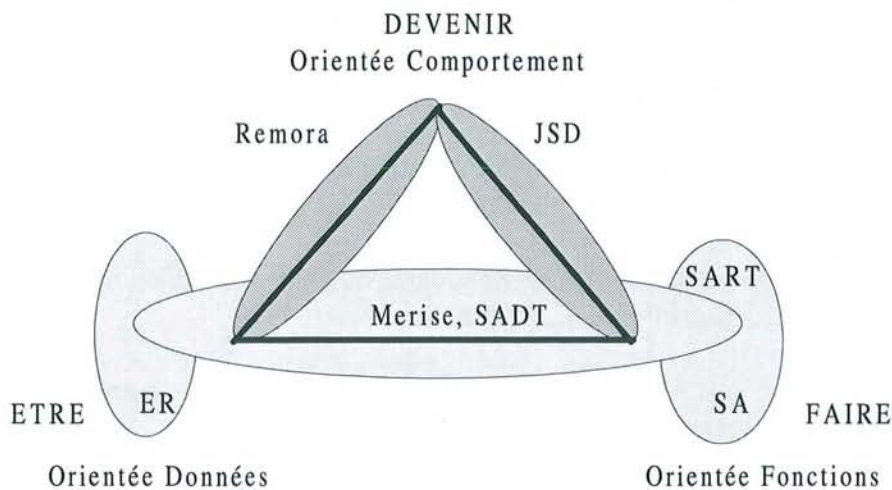 DEVENIR
Orientée Comportement
Remora
JSD
SART
Merise, SADT
ETRE
ER
SA
FAIRE
Orientée Données
Orientée Fonctions